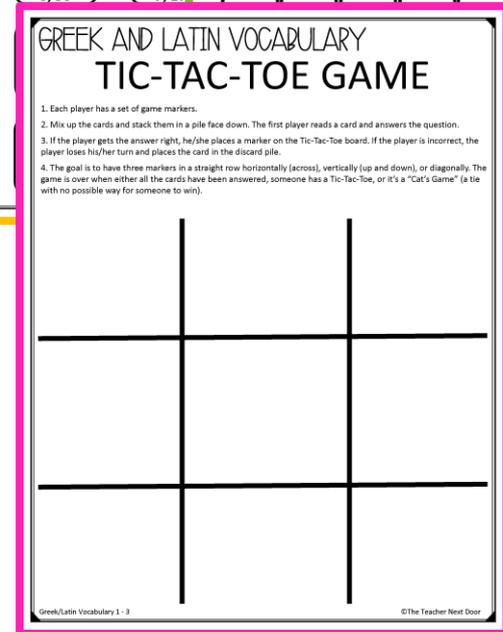 GREEK AND LATIN VOCABULARY
TIC-TAC-TOE GAME
1. Each player has a set of game markers.
2. Mix up the cards and stack them in a pile face down. The first player reads a card and answers the question.
3. If the player gets the answer right, he/she places a marker on the Tic-Tac-Toe board. If the player is incorrect, the
player loses his/her turn and places the card in the discard pile.
4. The goal is to have three markers in a straight row horizontally (across), vertically (up and down), or diagonally. The
game is over when either all the cards have been answered, someone has a Tic-Tac-Toe, or it's a "Cat's Game" (a tie
with no possible way for someone to win).
Greek/Latin Vocabulary 1 - 3
©The Teacher Next Door